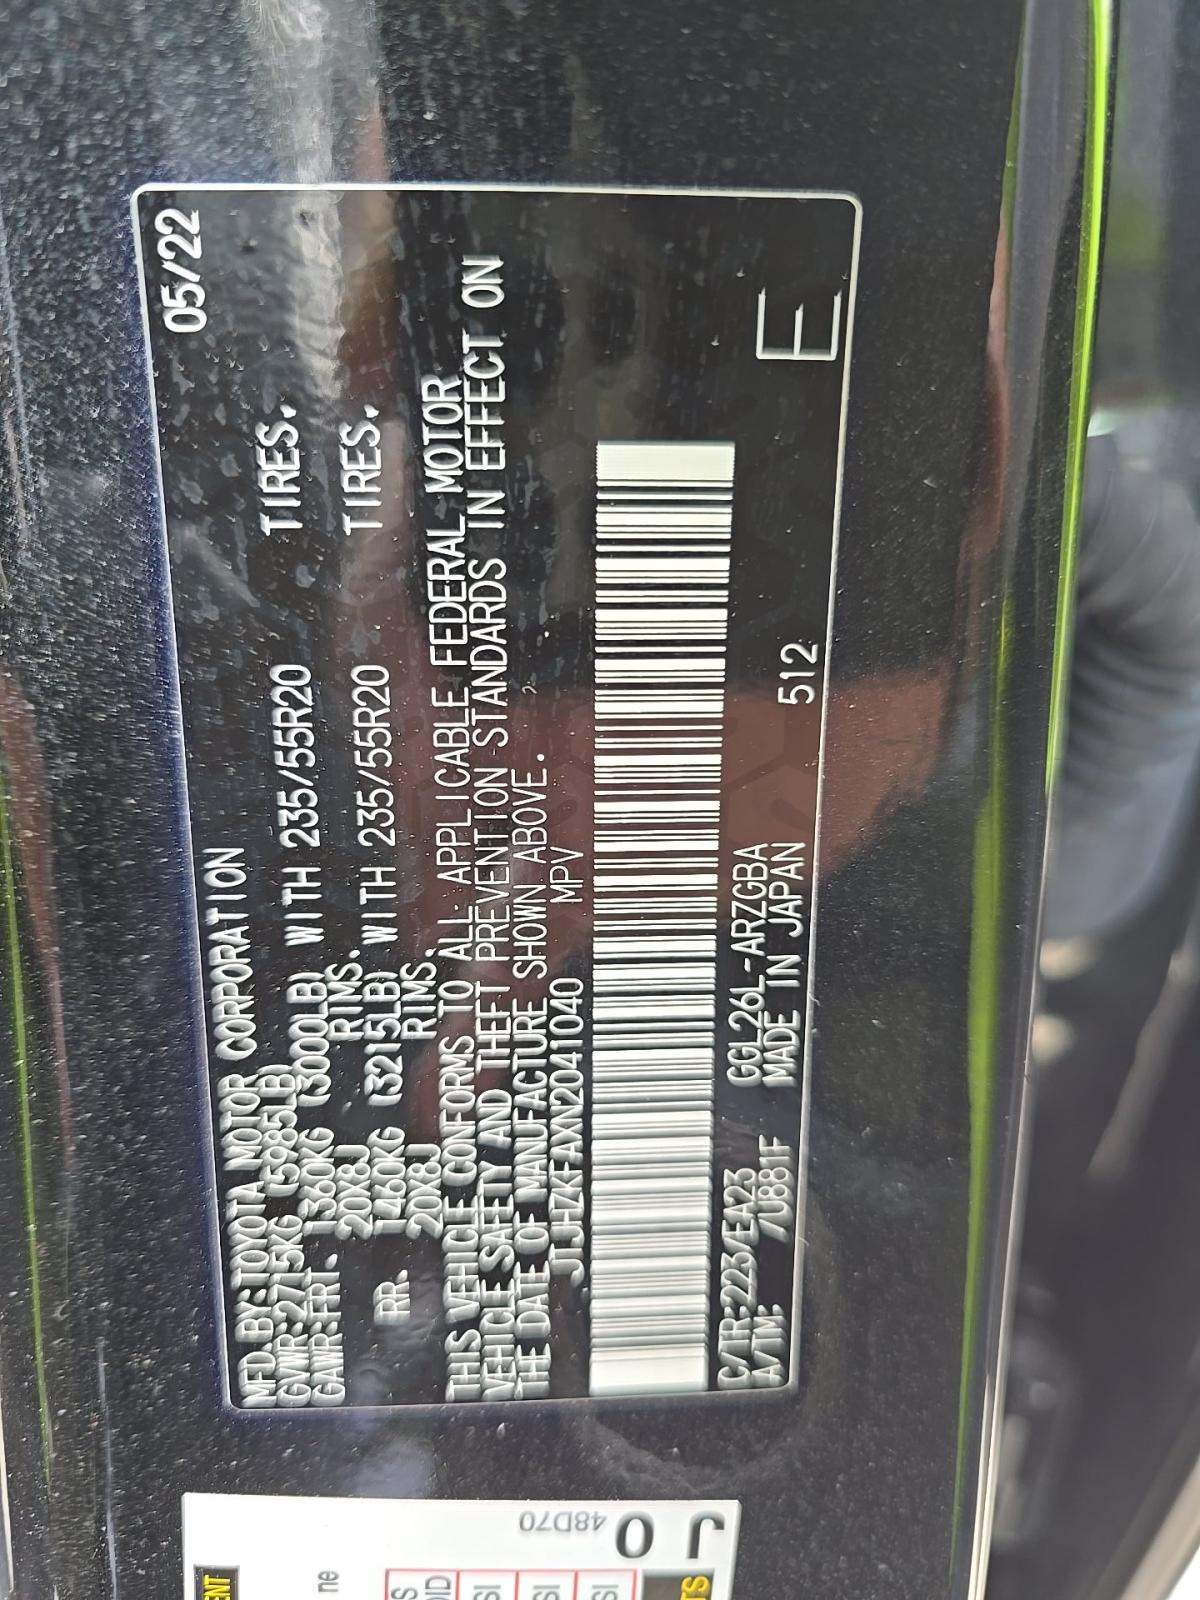 05/22
MFD.BY:TOYOTA MOTOR CORPORATION
GVWR:2715KG (5985LB)
GAWR:FRT. 1360KG (3000LB) WITH 235/55R20 TIRES.
20X8J RIMS.
RR. 1460KG (3215LB) WITH 235/55R20 TIRES.
20X8J RIMS.
THIS VEHICLE CONFORMS TO ALL APPLICABLE FEDERAL MOTOR
VEHICLE SAFETY AND THEFT PREVENTION STANDARDS IN EFFECT ON
THE DATE OF MANUFACTURE SHOWN ABOVE.
MPV
C/TR:223/EA23 GGL26L-ARZGBA
A/TM: /U881F MADE IN JAPAN 512
E
48D70
J
0